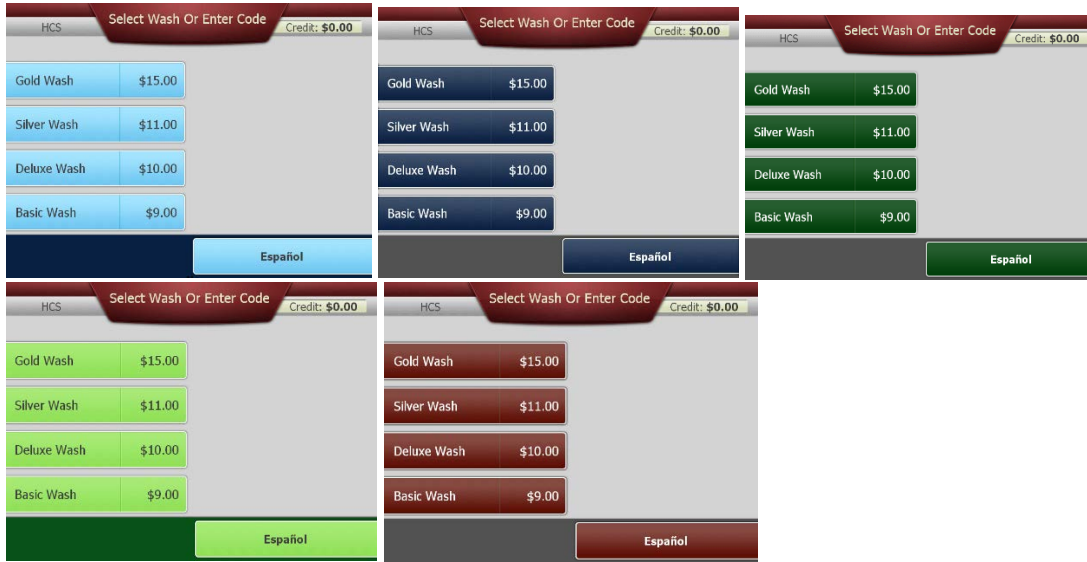 Select Wash Or Enter Code
HCS Credit: $0.00
Gold Wash $15.00
Silver Wash $11.00
Deluxe Wash $10.00
Basic Wash $9.00
Español
Select Wash Or Enter Code
HCS Credit: $0.00
Gold Wash $15.00
Silver Wash $11.00
Deluxe Wash $10.00
Basic Wash $9.00
Español
Select Wash Or Enter Code
HCS Credit: $0.00
Gold Wash $15.00
Silver Wash $11.00
Deluxe Wash $10.00
Basic Wash $9.00
Español
Select Wash Or Enter Code
HCS Credit: $0.00
Gold Wash $15.00
Silver Wash $11.00
Deluxe Wash $10.00
Basic Wash $9.00
Español
Select Wash Or Enter Code
HCS Credit: $0.00
Gold Wash $15.00
Silver Wash $11.00
Deluxe Wash $10.00
Basic Wash $9.00
Español